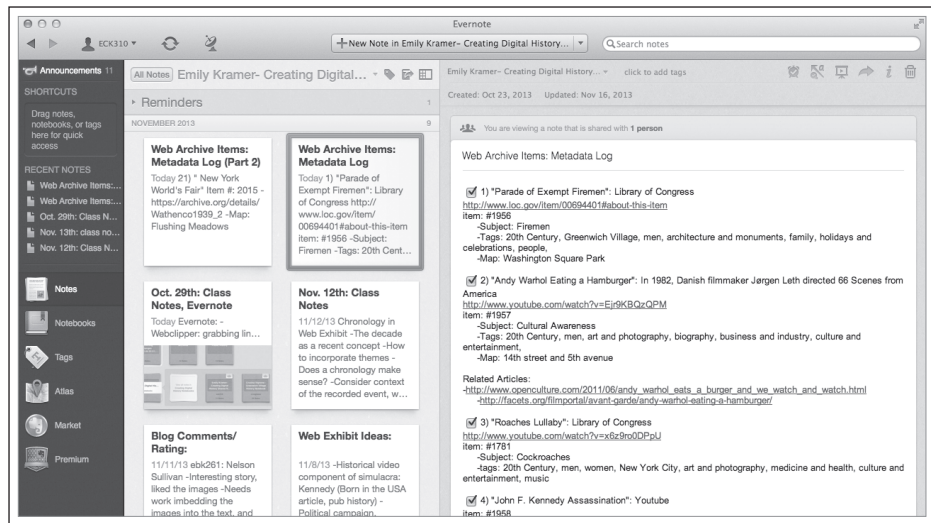 Evernote
ECK310
New Note in Emily Kramer- Creating Digital History...
Search notes
Announcements 11
SHORTCUTS
Drag notes,
notebooks, or tags
here for quick
access
RECENT NOTES
Web Archive Items:...
Web Archive Items:...
Oct. 29th: Class N...
Nov. 13th: class no...
Nov. 12th: Class N...
Notes
Notebooks
Tags
Atlas
Market
Premium
All Notes Emily Kramer- Creating Digital...
Reminders 1
NOVEMBER 2013 9
Web Archive Items:
Metadata Log (Part 2)
Today 21) " New York
World's Fair" Item #: 2015 -
https://archive.org/details/
Wathenco1939_2 -Map:
Flushing Meadows
Web Archive Items:
Metadata Log
Today 1) "Parade of
Exempt Firemen": Library
of Congress http://
www.loc.gov/item/
00694401#about-this-item
item: #1956 -Subject:
Firemen -Tags: 20th Cent...
Oct. 29th: Class
Notes, Evernote
Today Evernote: -
Webclipper: grabbing lin...
Nov. 12th: Class
Notes
11/12/13 Chronology in
Web Exhibit -The decade
as a recent concept -How
to incorporate themes -
Does a chronology make
sense? -Consider context
of the recorded event, w...
Blog Comments/
Rating:
11/11/13 ebk261: Nelson
Sullivan -Interesting story,
liked the images -Needs
work imbedding the
images into the text, and
Web Exhibit Ideas:
11/8/13 -Historical video
component of simulacra:
Kennedy (Born in the USA
article, pub history) -
Political campaign,
Emily Kramer- Creating Digital History... click to add tags
Created: Oct 23, 2013 Updated: Nov 16, 2013
You are viewing a note that is shared with 1 person
Web Archive Items: Metadata Log
1) "Parade of Exempt Firemen": Library of Congress
http://www.loc.gov/item/00694401#about-this-item
item: #1956
-Subject: Firemen
-Tags: 20th Century, Greenwich Village, men, architecture and monuments, family, holidays and
celebrations, people,
-Map: Washington Square Park
2) "Andy Warhol Eating a Hamburger": In 1982, Danish filmmaker Jørgen Leth directed 66 Scenes from
America
http://www.youtube.com/watch?v=Ejr9KBQzQPM
item: #1957
-Subject: Cultural Awareness
-Tags: 20th Century, men, art and photography, biography, business and industry, culture and
entertainment,
-Map: 14th street and 5th avenue
Related Articles:
-http://www.openculture.com/2011/06/andy_warhol_eats_a_burger_and_we_watch_and_watch.html
-http://facets.org/filmportal/avant-garde/andy-warhol-eating-a-hamburger/
3) "Roaches Lullaby": Library of Congress
http://www.youtube.com/watch?v=x6z9ro0DPpU
item: #1781
-Subject: Cockroaches
-tags: 20th Century, men, women, New York City, art and photography, medicine and health, culture and
entertainment, music
4) "John F. Kennedy Assassination": Youtube
item: #1958